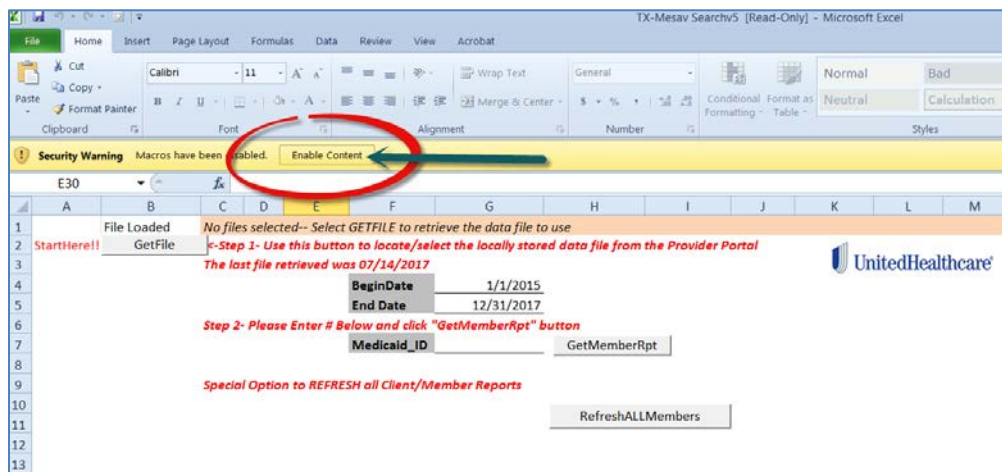 TX-Mesav Searchv5 [Read-Only] - Microsoft Excel
File Home Insert Page Layout Formulas Data Review View Acrobat
Cut
Copy
Format Painter
Paste
Calibri 11 A A
B I U A
Wrap Text
Merge & Center
General
$ % ,
Conditional Formatting
Format as Table
Normal Bad
Neutral Calculation
Clipboard Font Alignment Number Styles
Security Warning Macros have been disabled. Enable Content
E30 fx
A B C D E F G H I J K L M
1 File Loaded No files selected-- Select GETFILE to retrieve the data file to use
2 StartHere!! GetFile <-Step 1- Use this button to locate/select the locally stored data file from the Provider Portal
UnitedHealthcare®
3 The last file retrieved was 07/14/2017
4 BeginDate 1/1/2015
5 End Date 12/31/2017
6 Step 2- Please Enter # Below and click "GetMemberRpt" button
7 Medicaid_ID GetMemberRpt
8
9 Special Option to REFRESH all Client/Member Reports
10
RefreshALLMembers
11
12
13